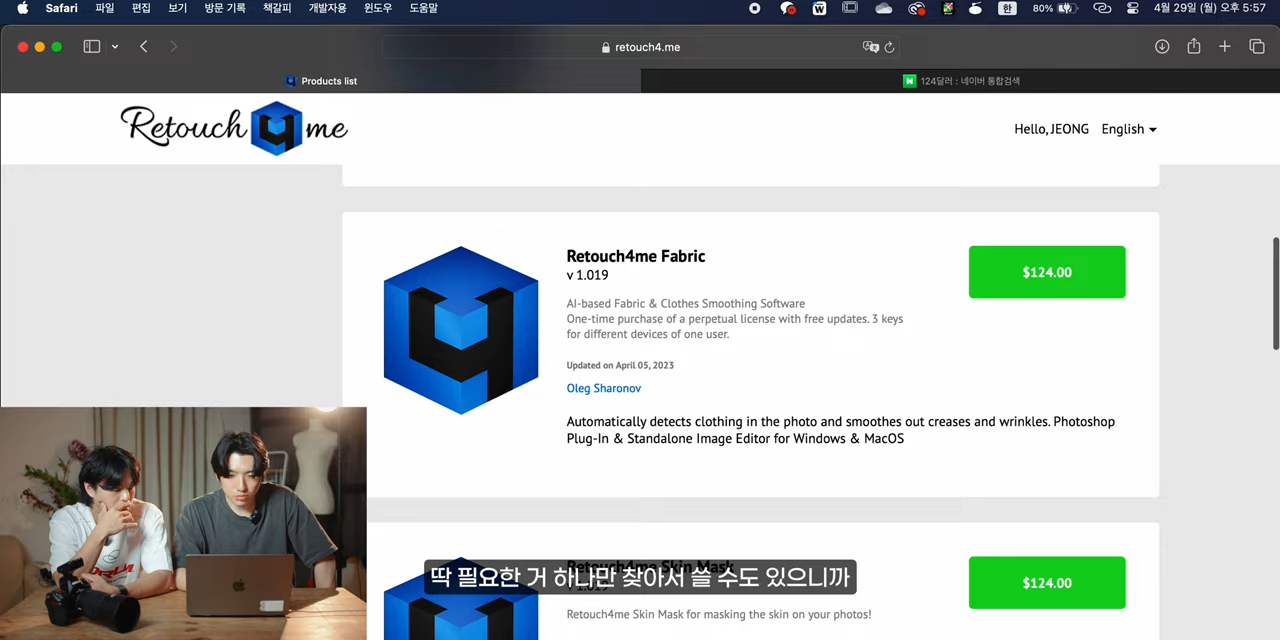 Safari 파일 편집 보기 방문 기록 책갈피 개발자용 윈도우 도움말 한 80% 4월 29일 (월) 오후 5:57
retouch4.me
Products list
N 124달러 : 네이버 통합검색
Retouch4me
Hello, JEONG English
Retouch4me Fabric
v 1.019
$124.00
AI-based Fabric & Clothes Smoothing Software
One-time purchase of a perpetual license with free updates. 3 keys
for different devices of one user.
Updated on April 05, 2023
Oleg Sharonov
Automatically detects clothing in the photo and smoothes out creases and wrinkles. Photoshop
Plug-In & Standalone Image Editor for Windows & MacOS
Retouch4me Skin Mask
딱 필요한 거 하나만 찾아서 쓸 수도 있으니까
$124.00
Retouch4me Skin Mask for masking the skin on your photos!